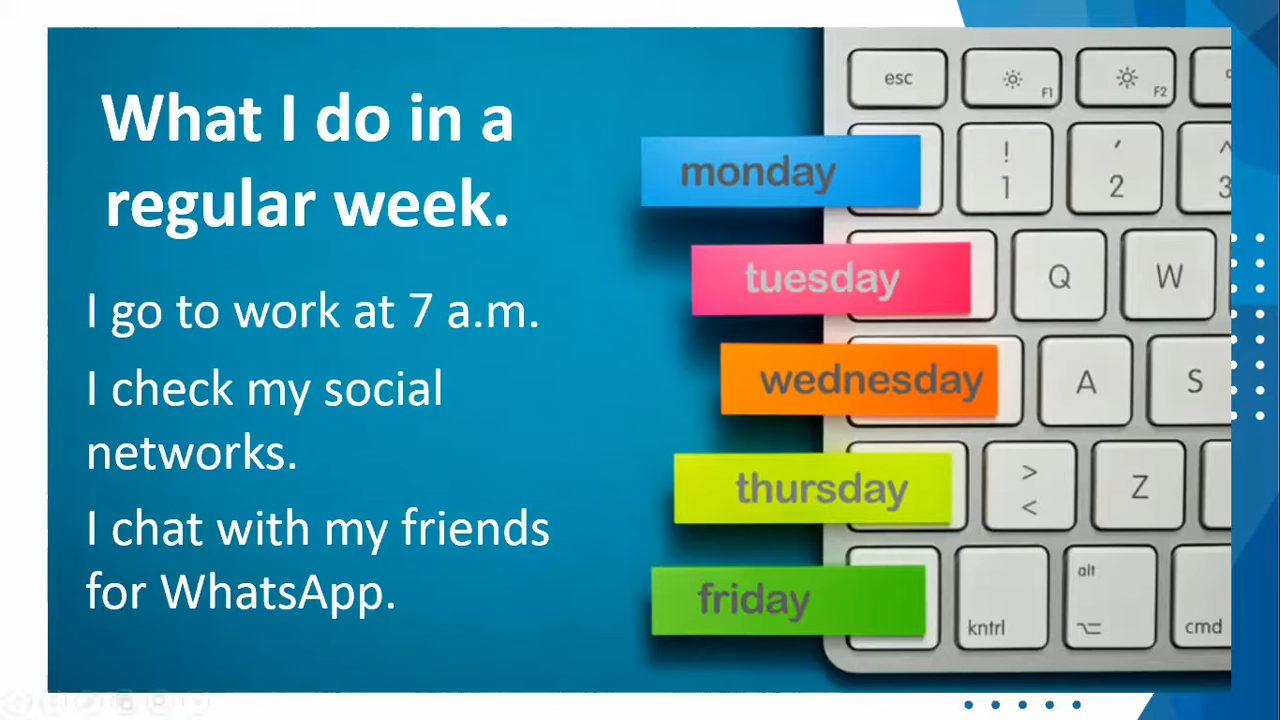 What I do in a
regular week.
I go to work at 7 a.m.
I check my social
networks.
I chat with my friends
for WhatsApp.
monday
tuesday
wednesday
thursday
friday
esc
F1
F2
!
1
'
2
^
3
Q
W
A
S
>
<
Z
kntrl
alt
cmd